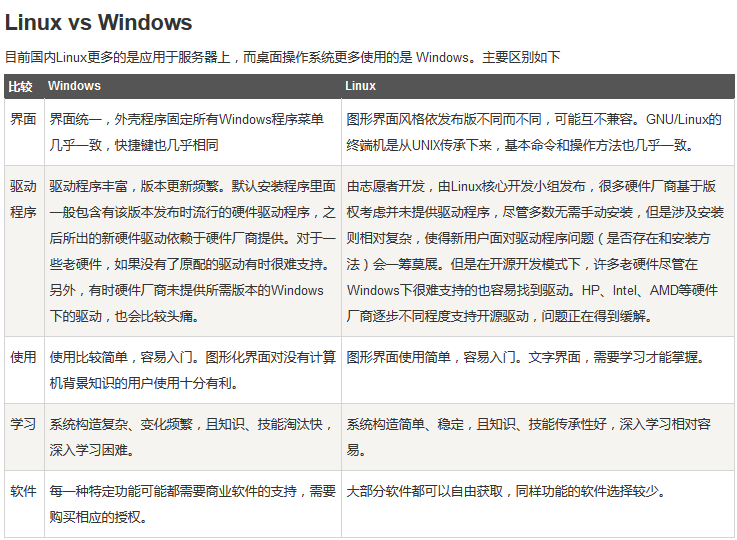 Linux vs Windows
目前国内Linux更多的是应用于服务器上，而桌面操作系统更多使用的是 Windows。主要区别如下
比较 Windows Linux
界面
界面统一，外壳程序固定所有Windows程序菜单
几乎一致，快捷键也几乎相同
图形界面风格依发布版不同而不同，可能互不兼容。GNU/Linux的
终端机是从UNIX传承下来，基本命令和操作方法也几乎一致。
驱动
程序
驱动程序丰富，版本更新频繁。默认安装程序里面
一般包含有该版本发布时流行的硬件驱动程序，之
后所出的新硬件驱动依赖于硬件厂商提供。对于一
些老硬件，如果没有了原配的驱动有时很难支持。
另外，有时硬件厂商未提供所需版本的Windows
下的驱动，也会比较头痛。
由志愿者开发，由Linux核心开发小组发布，很多硬件厂商基于版
权考虑并未提供驱动程序，尽管多数无需手动安装，但是涉及安装
则相对复杂，使得新用户面对驱动程序问题（是否存在和安装方
法）会一筹莫展。但是在开源开发模式下，许多老硬件尽管在
Windows下很难支持的也容易找到驱动。HP、Intel、AMD等硬件
厂商逐步不同程度支持开源驱动，问题正在得到缓解。
使用
使用比较简单，容易入门。图形化界面对没有计算
机背景知识的用户使用十分有利。
图形界面使用简单，容易入门。文字界面，需要学习才能掌握。
学习
系统构造复杂、变化频繁，且知识、技能淘汰快，
深入学习困难。
系统构造简单、稳定，且知识、技能传承性好，深入学习相对容
易。
软件
每一种特定功能可能都需要商业软件的支持，需要
购买相应的授权。
大部分软件都可以自由获取，同样功能的软件选择较少。